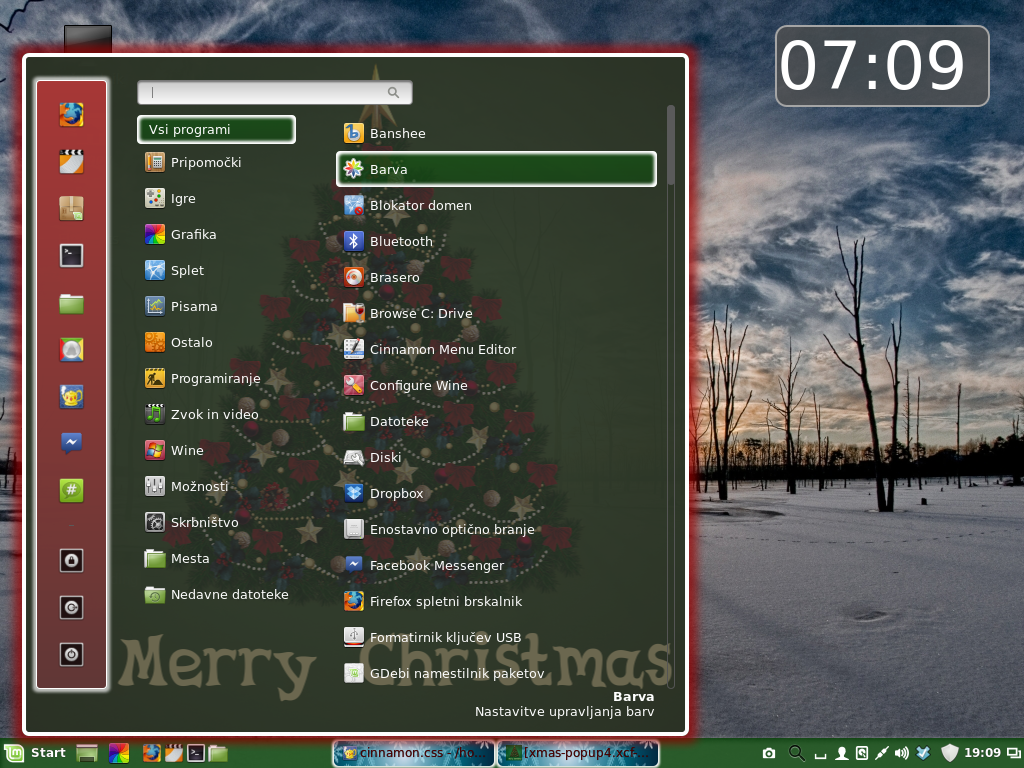 07:09
Vsi programi
Pripomočki
Igre
Grafika
Splet
Pisama
Ostalo
Programiranje
Zvok in video
Wine
Možnosti
Skrbništvo
Mesta
Nedavne datoteke
Banshee
Barva
Blokator domen
Bluetooth
Brasero
Browse C: Drive
Cinnamon Menu Editor
Configure Wine
Datoteke
Diski
Dropbox
Enostavno optično branje
Facebook Messenger
Firefox spletni brskalnik
Formatirnik ključev USB
GDebi namestilnik paketov
Merry Christmas
Barva
Nastavitve upravljanja barv
Start
cinnamon.css - /ho...
[xmas-popup4.xcf-...
19:09